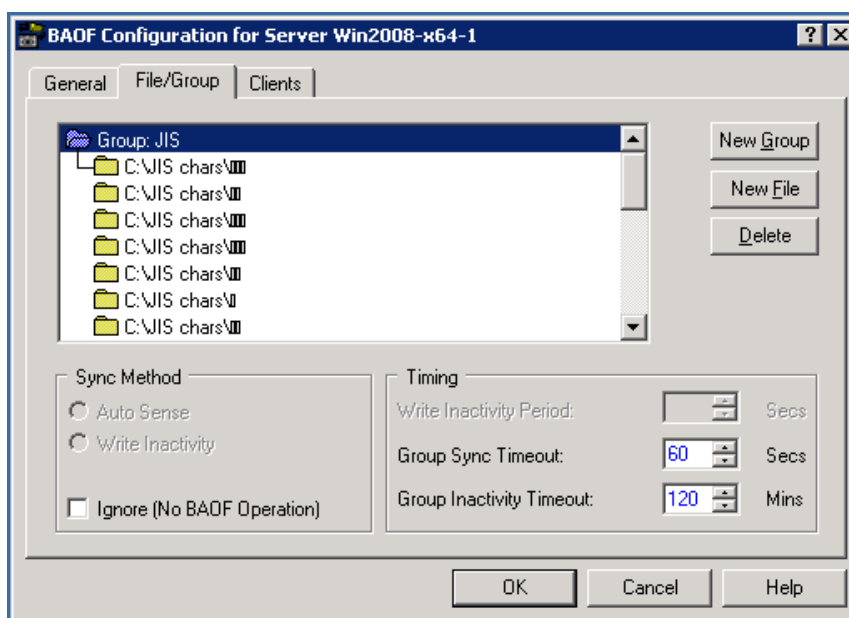 BAOF Configuration for Server Win2008-x64-1
General File/Group Clients
Group: JIS
C:\JIS chars\
C:\JIS chars\
C:\JIS chars\
C:\JIS chars\
C:\JIS chars\
C:\JIS chars\
C:\JIS chars\
New Group
New File
Delete
Sync Method
Auto Sense
Write Inactivity
Ignore (No BAOF Operation)
Timing
Write Inactivity Period: Secs
Group Sync Timeout: 60 Secs
Group Inactivity Timeout: 120 Mins
OK Cancel Help